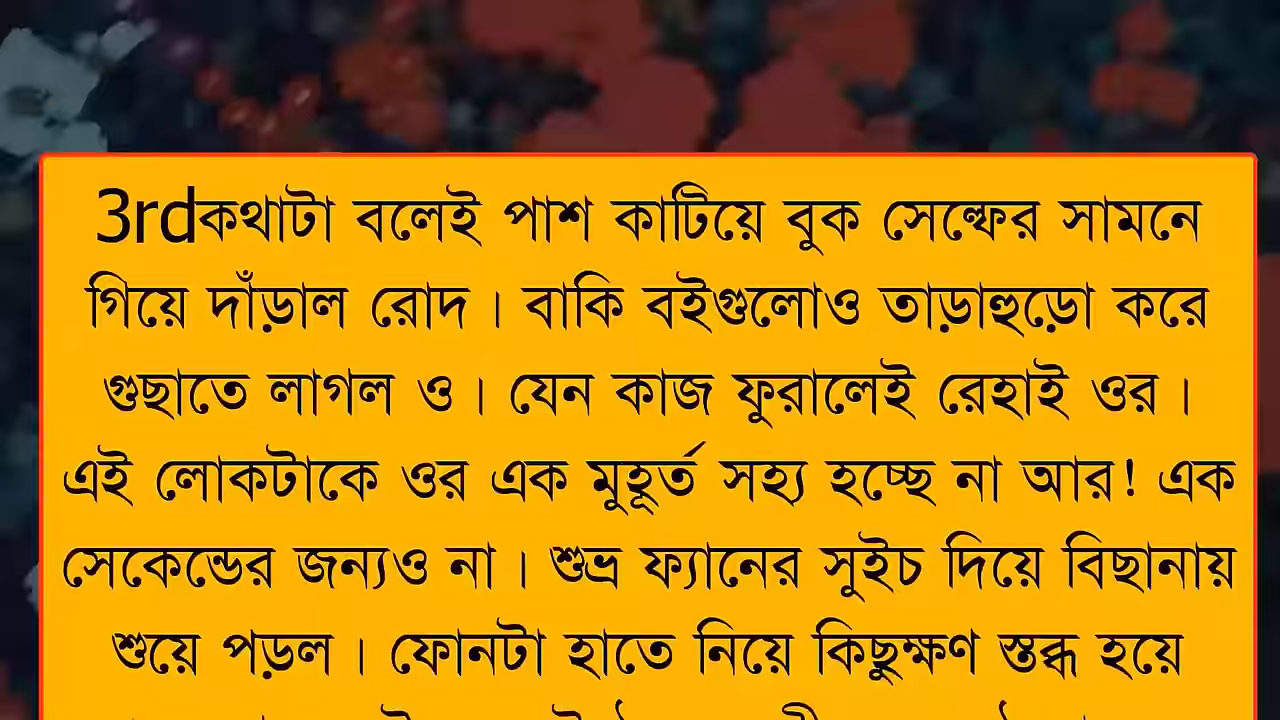 3rdকথাটা বলেই পাশ কাটিয়ে বুক সেল্ফের সামনে
গিয়ে দাঁড়াল রোদ । বাকি বইগুলোও তাড়াহুড়ো করে
গুছাতে লাগল ও । যেন কাজ ফুরালেই রেহাই ওর ।
এই লোকটাকে ওর এক মুহূর্ত সহ্য হচ্ছে না আর! এক
সেকেন্ডের জন্যও না । শুভ্র ফ্যানের সুইচ দিয়ে বিছানায়
শুয়ে পড়ল । ফোনটা হাতে নিয়ে কিছুক্ষণ স্তব্ধ হয়ে